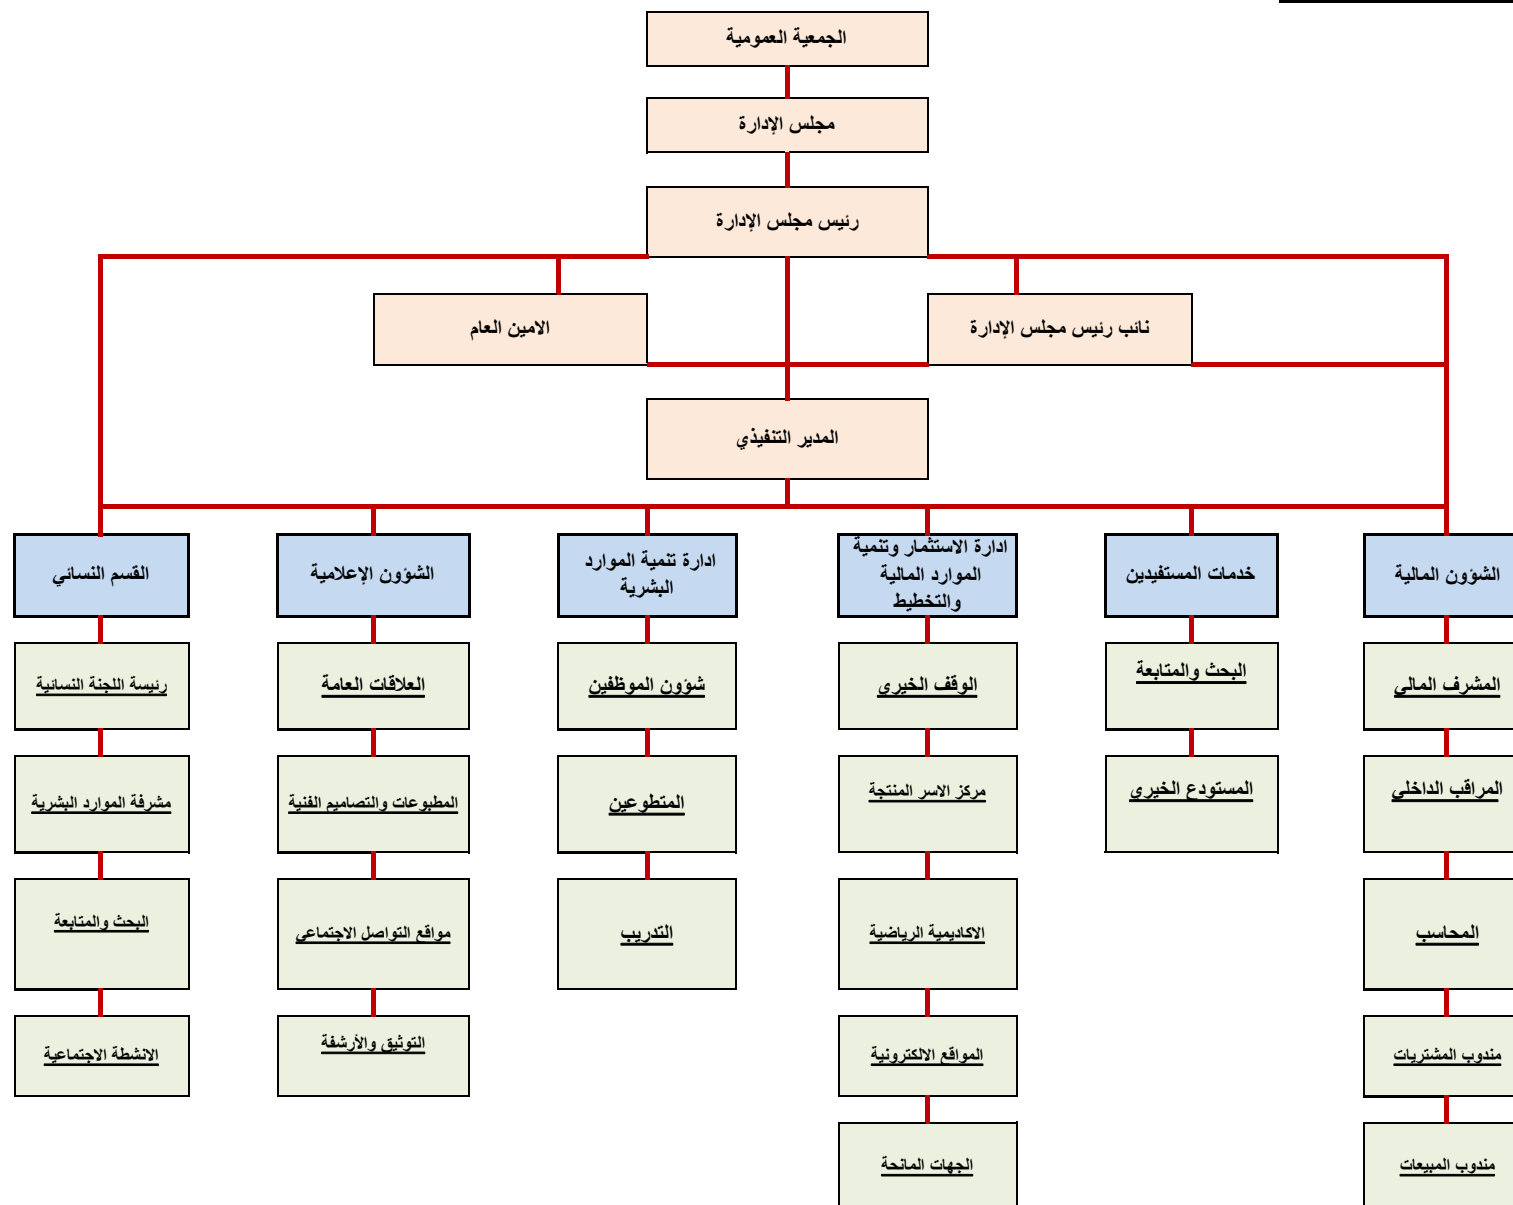 الجمعية العمومية
مجلس الإدارة
رئيس مجلس الإدارة
نائب رئيس مجلس الإدارة
الامين العام
المدير التنفيذي
الشؤون المالية
خدمات المستفيدين
ادارة الاستثمار وتنمية
الموارد المالية
والتخطيط
ادارة تنمية الموارد
البشرية
الشؤون الإعلامية
القسم النسائي
المشرف المالي
البحث والمتابعة
الوقف الخيري
شؤون الموظفين
العلاقات العامة
رئيسة اللجنة النسائية
المراقب الداخلي
المستودع الخيري
مركز الاسر المنتجة
المتطوعين
المطبوعات والتصاميم الفنية
مشرفة الموارد البشرية
المحاسب
الاكاديمية الرياضية
التدريب
مواقع التواصل الاجتماعي
البحث والمتابعة
مندوب المشتريات
المواقع الالكترونية
التوثيق والأرشفة
الانشطة الاجتماعية
مندوب المبيعات
الجهات المانحة